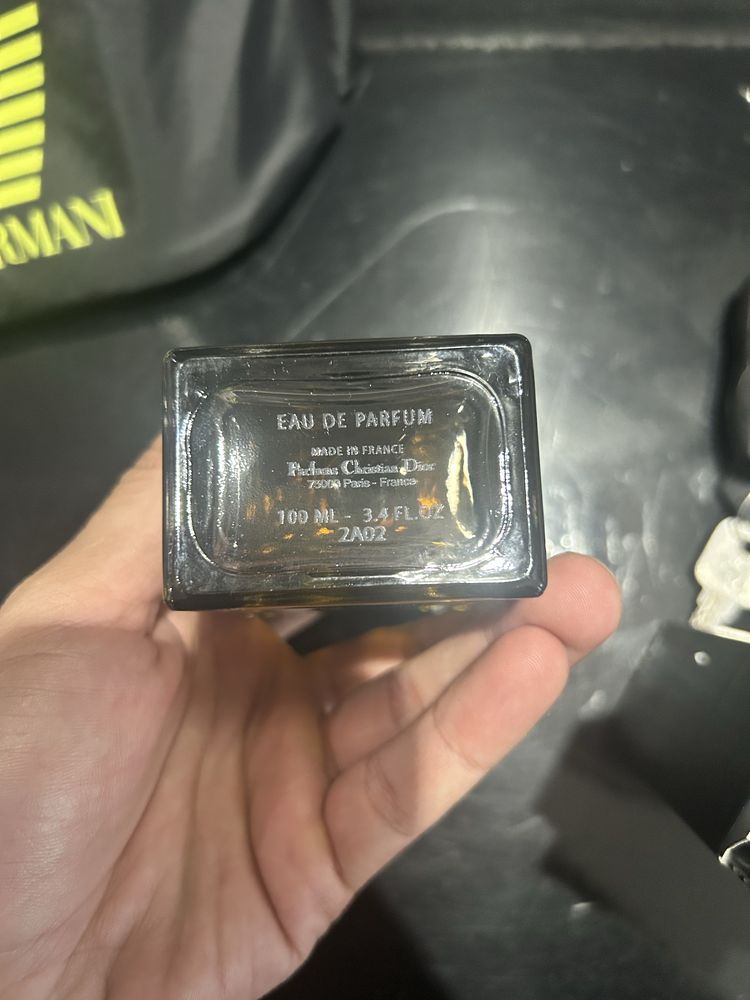 RMANI
EAU DE PARFUM
MADE IN FRANCE
Parfums Christian Dior
75008 Paris - France
100 ML - 3.4 FL.OZ
2A02